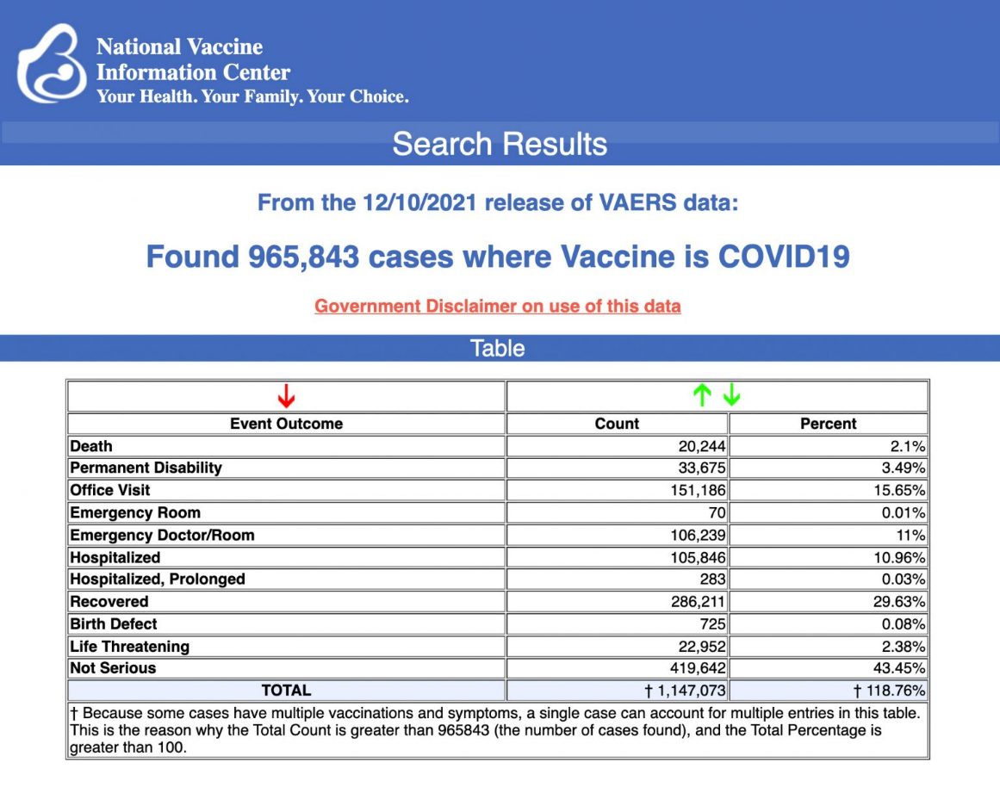 National Vaccine
Information Center
Your Health. Your Family. Your Choice.
Search Results
From the 12/10/2021 release of VAERS data:
Found 965,843 cases where Vaccine is COVID19
Government Disclaimer on use of this data
Table
Event Outcome Count Percent
Death 20,244 2.1%
Permanent Disability 33,675 3.49%
Office Visit 151,186 15.65%
Emergency Room 70 0.01%
Emergency Doctor/Room 106,239 11%
Hospitalized 105,846 10.96%
Hospitalized, Prolonged 283 0.03%
Recovered 286,211 29.63%
Birth Defect 725 0.08%
Life Threatening 22,952 2.38%
Not Serious 419,642 43.45%
TOTAL † 1,147,073 † 118.76%
† Because some cases have multiple vaccinations and symptoms, a single case can account for multiple entries in this table.
This is the reason why the Total Count is greater than 965843 (the number of cases found), and the Total Percentage is
greater than 100.